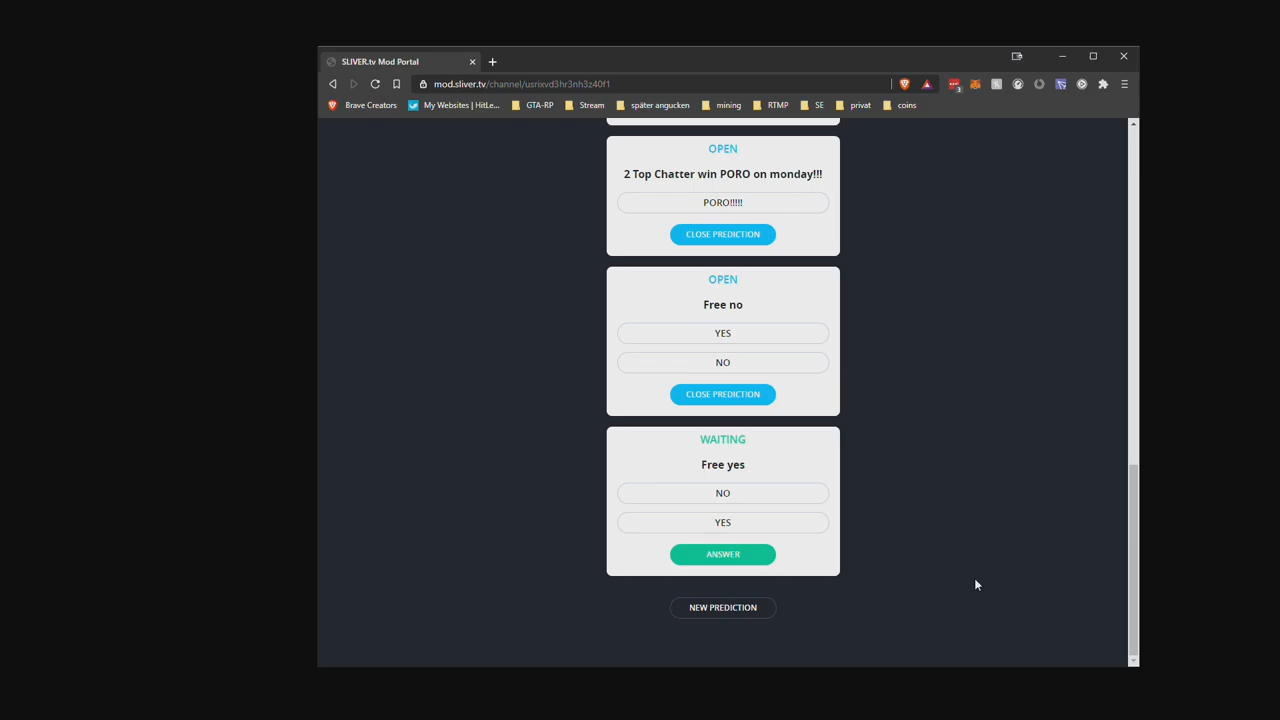 SLIVER.tv Mod Portal
mod.sliver.tv/channel/usrixvd3hr3nh3z40f1
3
Brave Creators
My Websites | HitLe...
GTA-RP
Stream
später angucken
mining
RTMP
SE
privat
coins
OPEN
2 Top Chatter win PORO on monday!!!
PORO!!!!!
CLOSE PREDICTION
OPEN
Free no
YES
NO
CLOSE PREDICTION
WAITING
Free yes
NO
YES
ANSWER
NEW PREDICTION